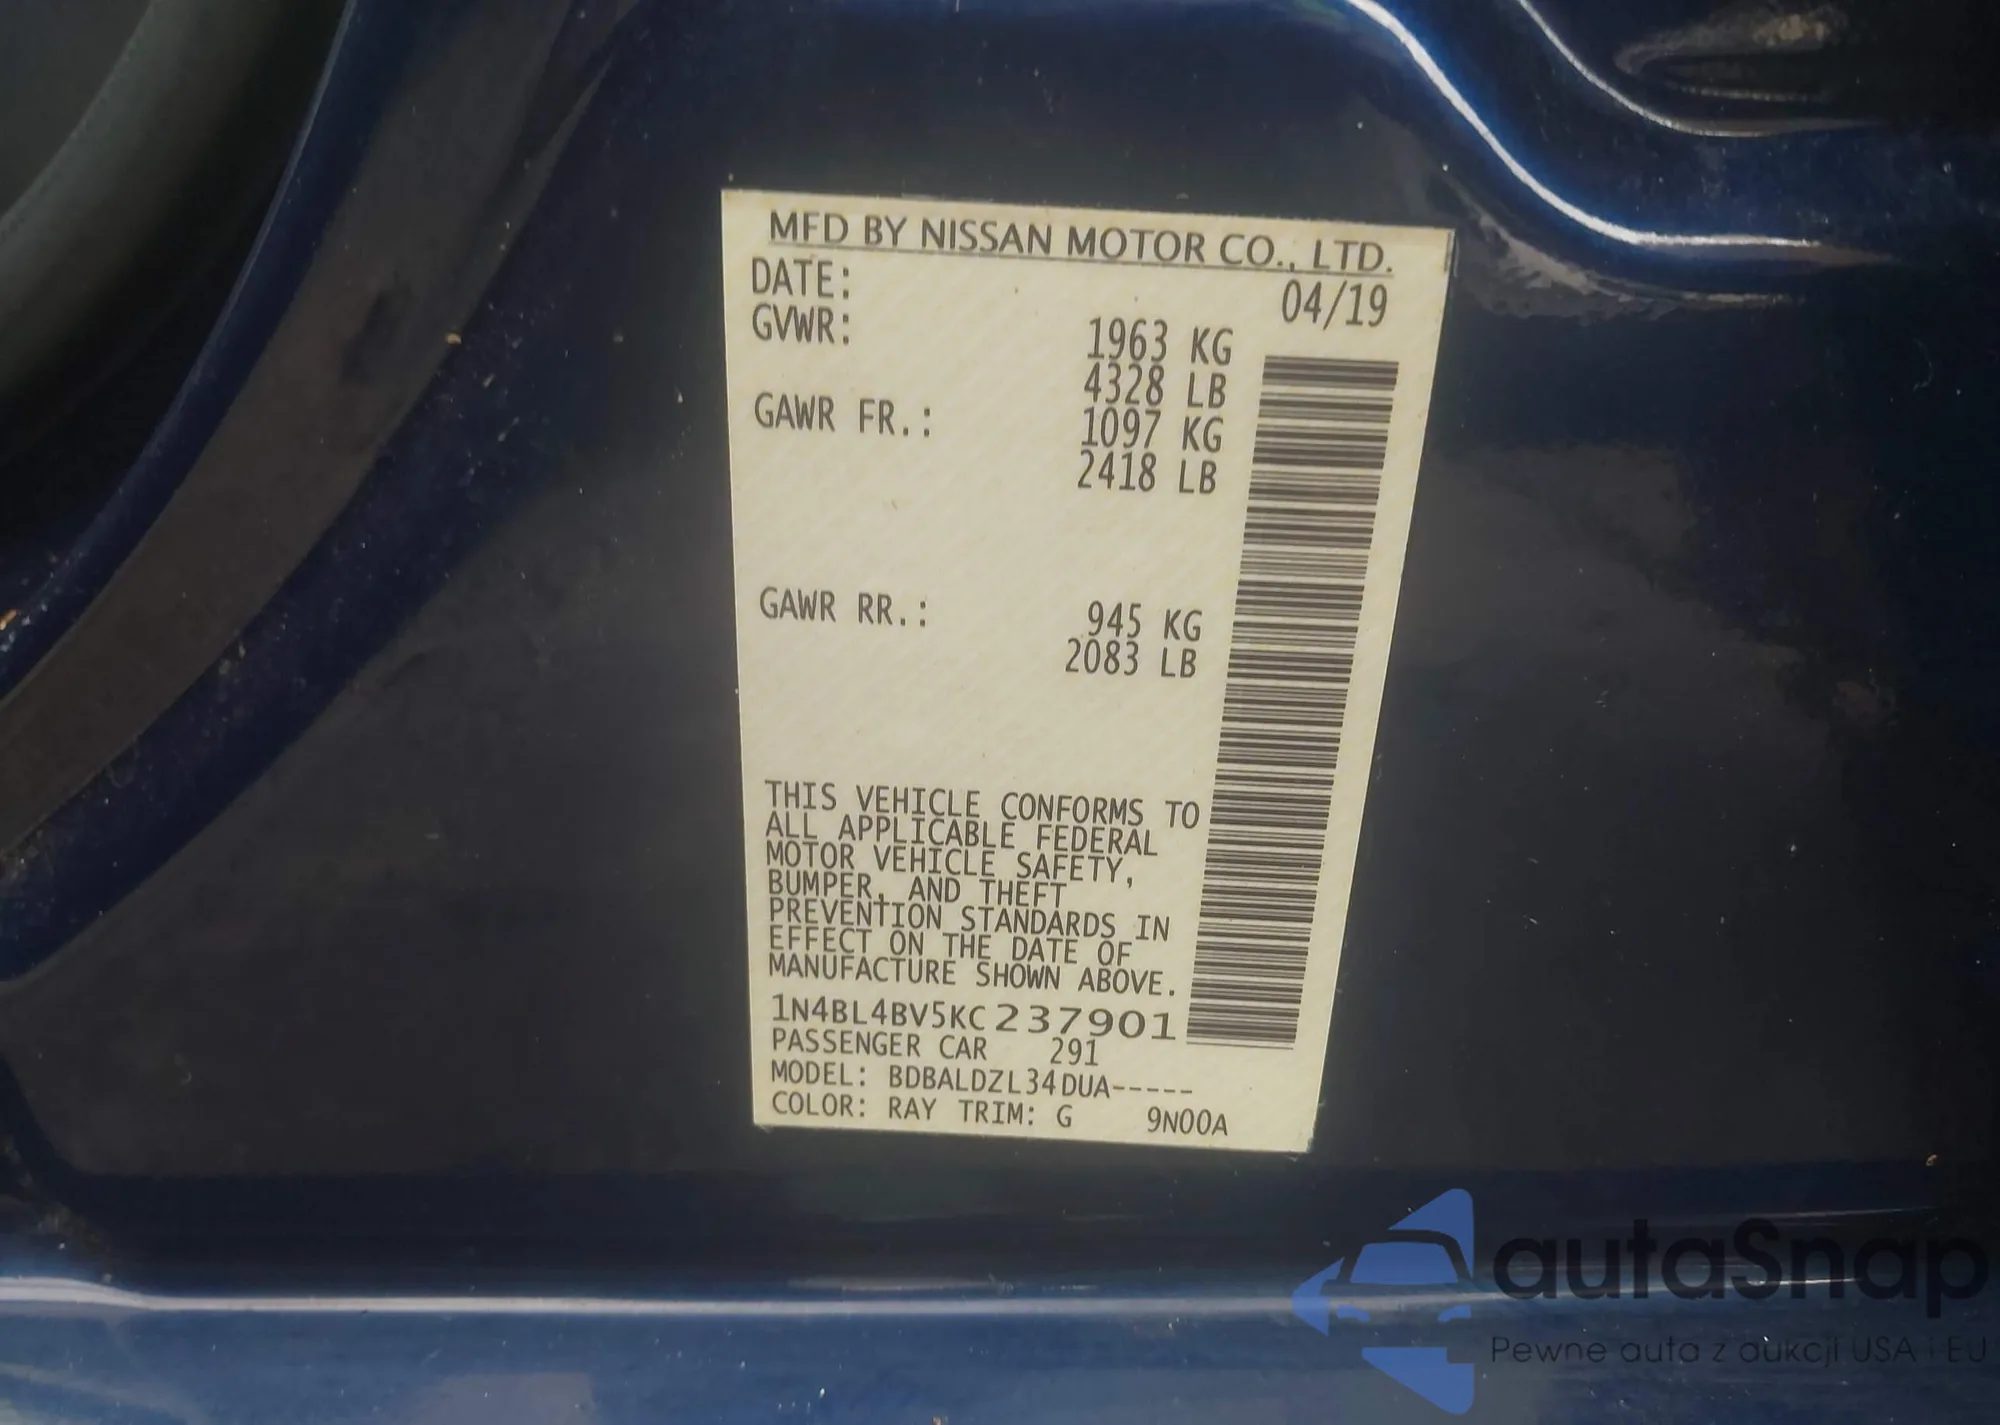 MFD BY NISSAN MOTOR CO., LTD.
DATE: 04/19
GVWR: 1963 KG
4328 LB
GAWR FR.: 1097 KG
2418 LB
GAWR RR.: 945 KG
2083 LB
THIS VEHICLE CONFORMS TO
ALL APPLICABLE FEDERAL
MOTOR VEHICLE SAFETY,
BUMPER, AND THEFT
PREVENTION STANDARDS IN
EFFECT ON THE DATE OF
MANUFACTURE SHOWN ABOVE.
1N4BL4BV5KC237901
PASSENGER CAR 291
MODEL: BDBALDZL34DUA-----
COLOR: RAY TRIM: G 9N00A
autaSnap
Pewne auta z aukcji USA i EU